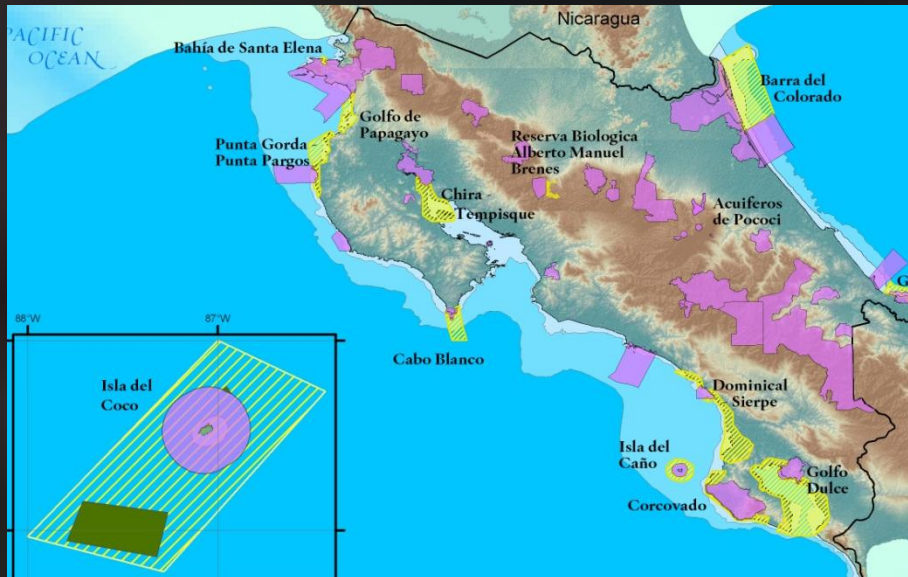 PACIFIC
OCEAN
Nicaragua
Bahía de Santa Elena
Barra del
Colorado
Golfo de
Papagayo
Punta Gorda
Punta Pargos
Reserva Biologica
Alberto Manuel
Brenes
Chira
Tempisque
Acuiferos
de Pococi
G
88°W
87°W
Cabo Blanco
Isla del
Coco
Dominical
Sierpe
Isla del
Caño
Golfo
Dulce
Corcovado